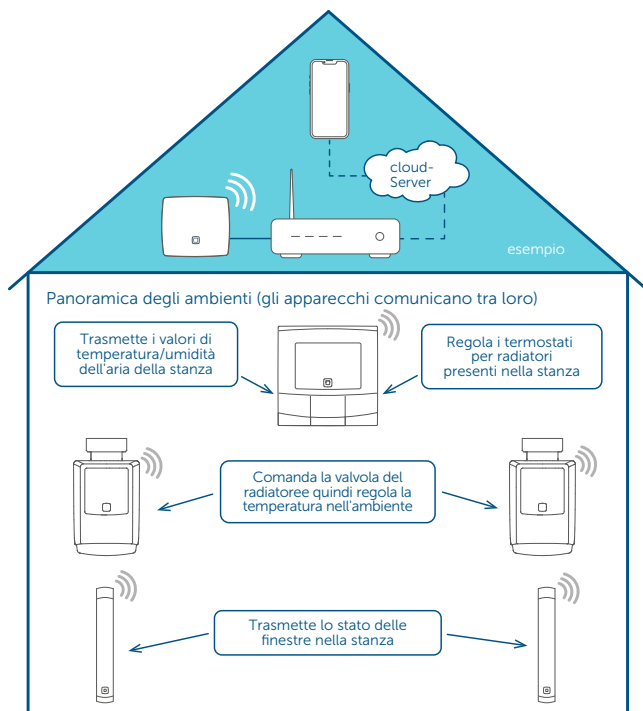 cloud-
Server
esempio
Panoramica degli ambienti (gli apparecchi comunicano tra loro)
Trasmette i valori di
temperatura/umidità
dell'aria della stanza
Regola i termostati
per radiatori
presenti nella stanza
Comanda la valvola del
radiatoree quindi regola la
temperatura nell'ambiente
Trasmette lo stato delle
finestre nella stanza